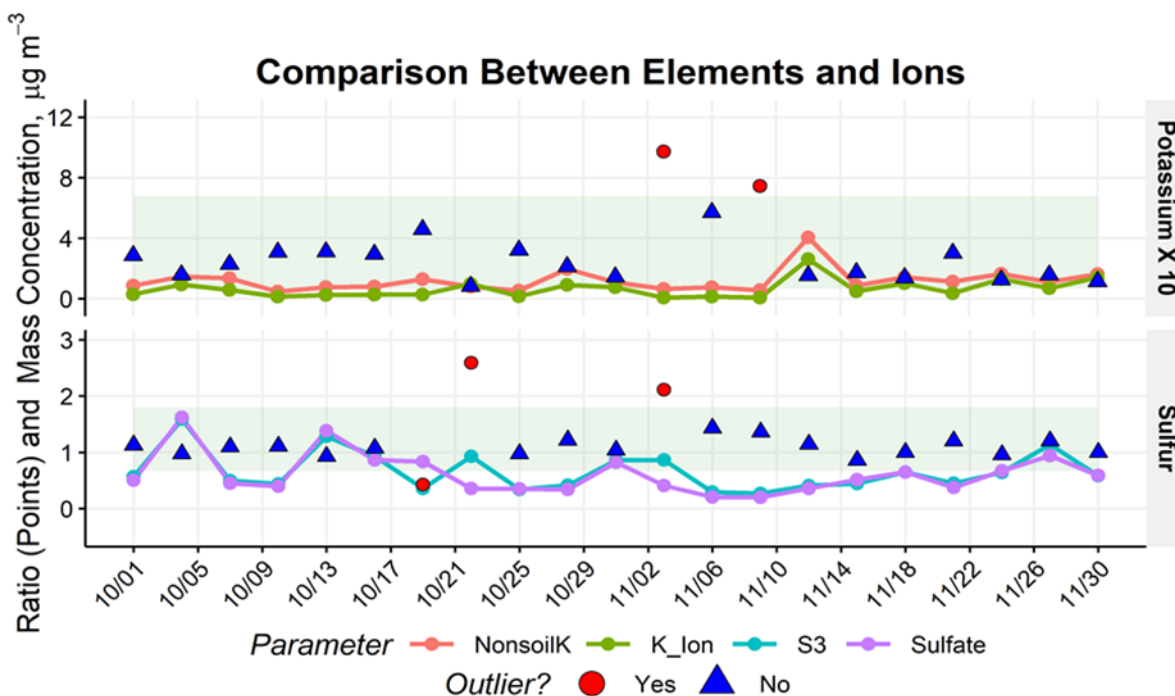 Comparison Between Elements and Ions
Ratio (Points) and Mass Concentration, µg m⁻³
12
8
4
0
Potassium X 10
3
2
1
0
Sulfur
10/01 10/05 10/09 10/13 10/17 10/21 10/25 10/29 11/02 11/06 11/10 11/14 11/18 11/22 11/26 11/30
Parameter NonsoilK K_Ion S3 Sulfate
Outlier? Yes No